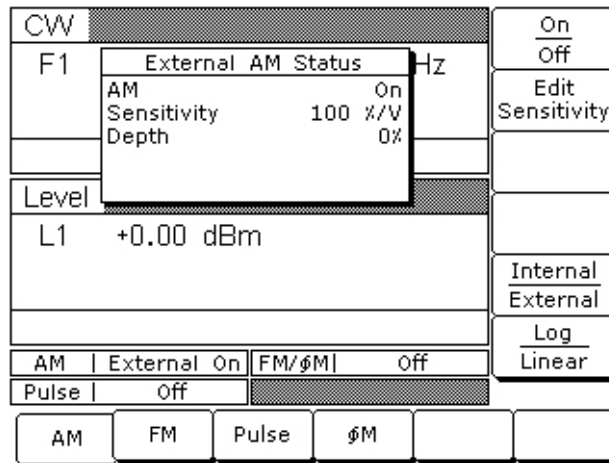 CW
F1 Hz
External AM Status
AM On
Sensitivity 100 %/V
Depth 0%
Level
L1 +0.00 dBm
AM | External On FM/ϕM| Off
Pulse | Off
AM FM Pulse ϕM
On
Off
Edit
Sensitivity
Internal
External
Log
Linear